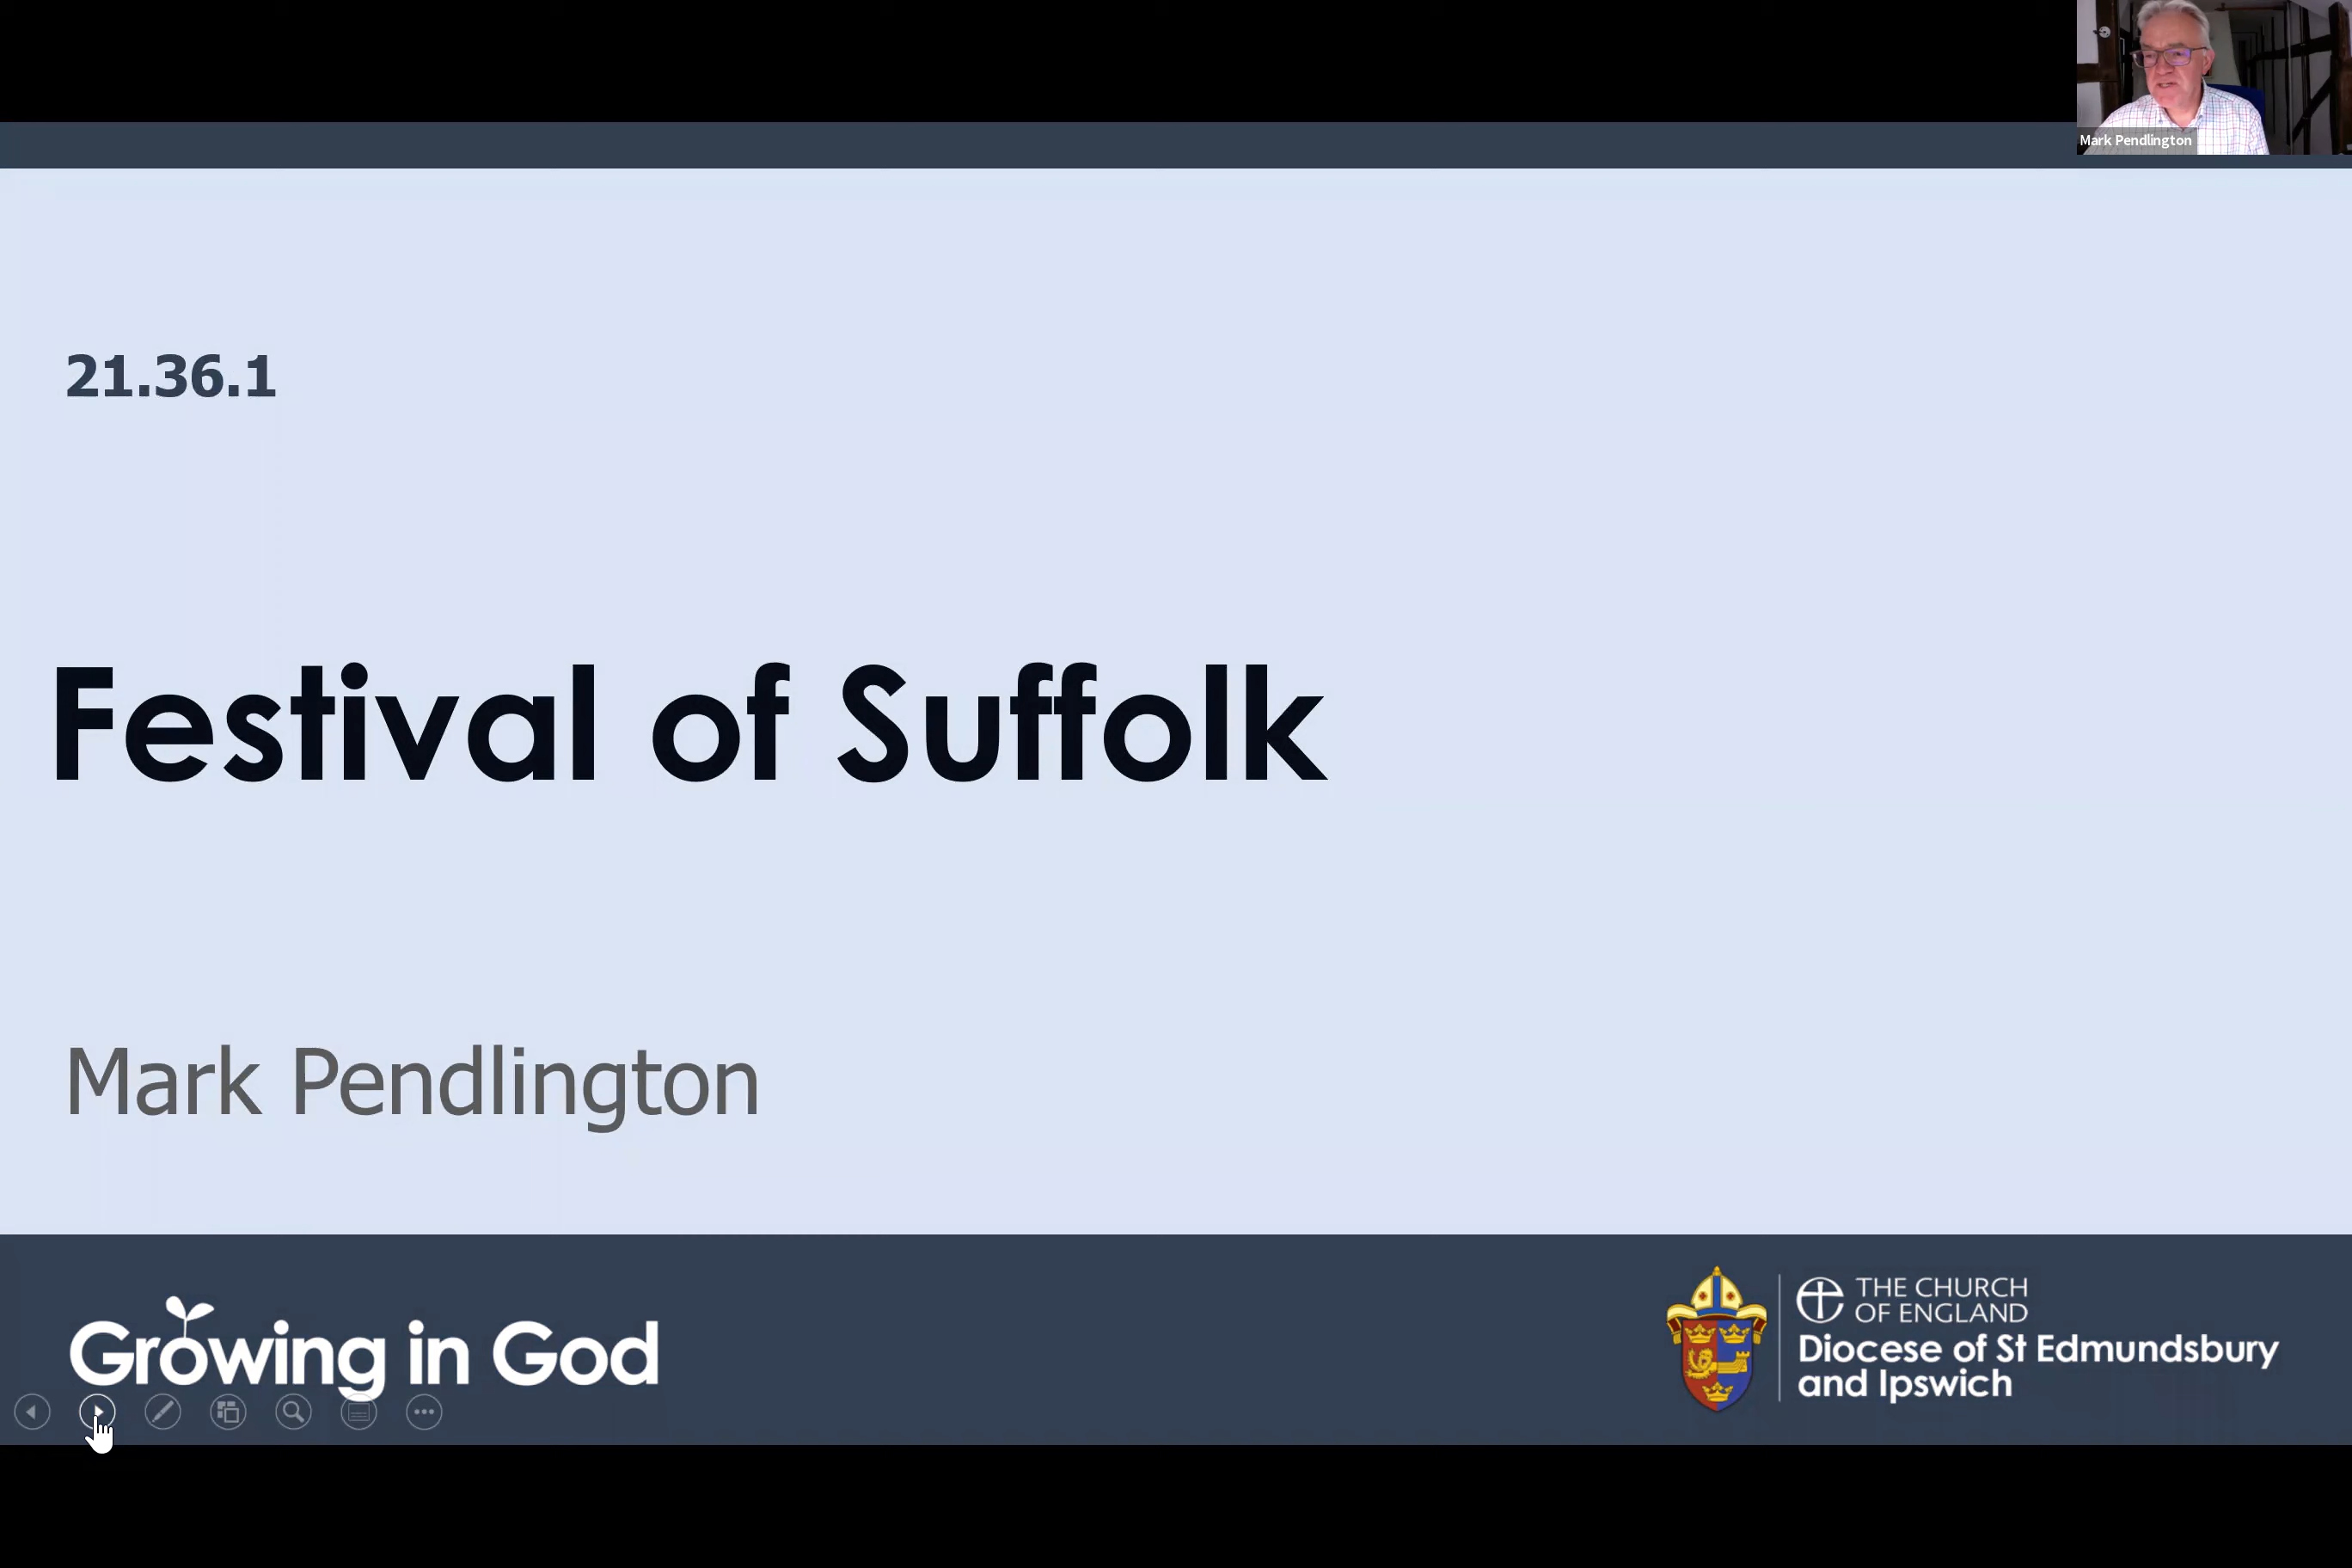 Mark Pendlington
21.36.1
Festival of Suffolk
Mark Pendlington
Growing in God
THE CHURCH
OF ENGLAND
Diocese of St Edmundsbury
and Ipswich